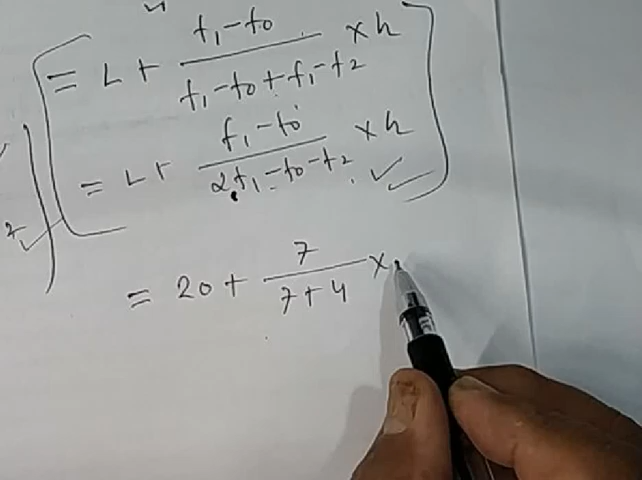 = L + f₁-f₀ / f₁-f₀+f₁-f₂ × h
= L + f₁-f₀ / 2f₁-f₀-f₂ × h
= 20 + 7 / 7+4 ×